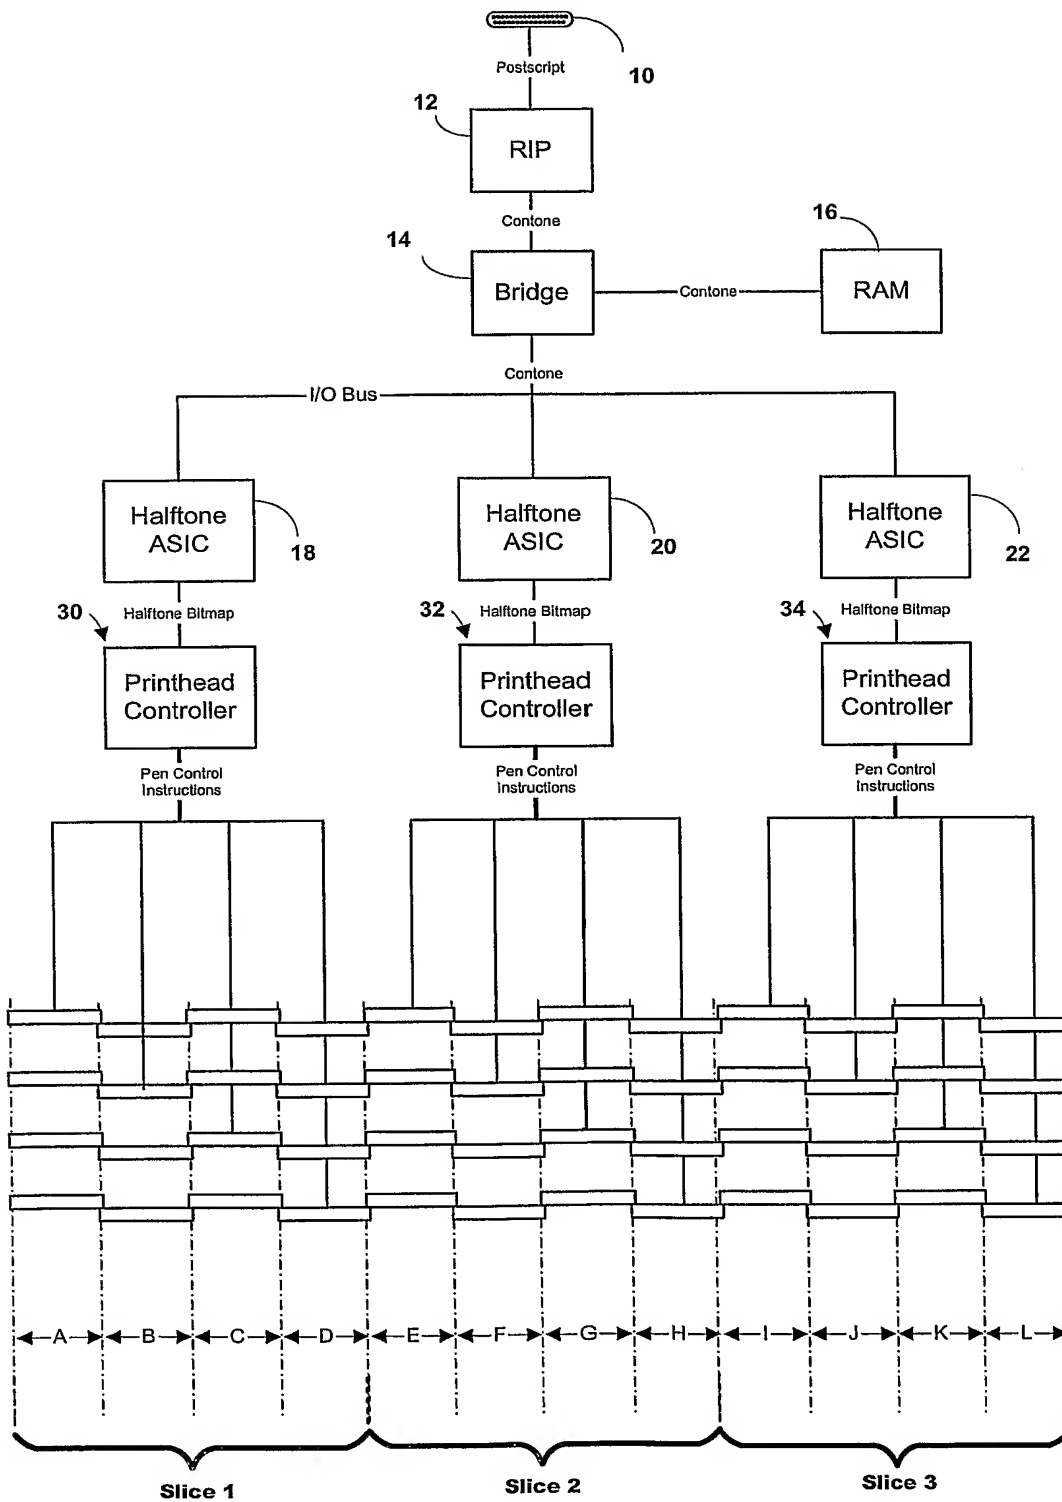 Postscript
10
12
RIP
Contone
14
Bridge
Contone
16
RAM
Contone
I/O Bus
Halftone
ASIC
18
Halftone
ASIC
20
Halftone
ASIC
22
30
Halftone Bitmap
32
Halftone Bitmap
34
Halftone Bitmap
Printhead
Controller
Printhead
Controller
Printhead
Controller
Pen Control
Instructions
Pen Control
Instructions
Pen Control
Instructions
A B C D E F G H I J K L
Slice 1 Slice 2 Slice 3